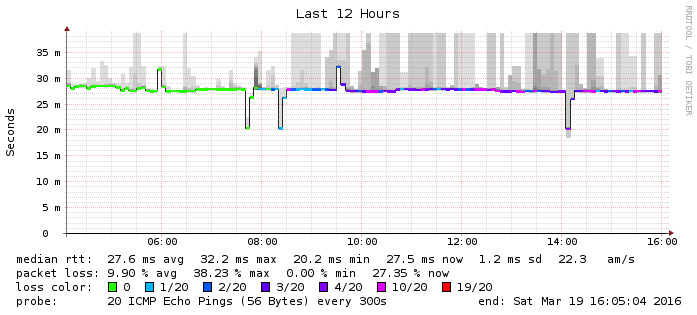 Last 12 Hours
RRDTOOL / TOBI OETIKER
Seconds
35 m
30 m
25 m
20 m
15 m
10 m
5 m
0
06:00 08:00 10:00 12:00 14:00 16:00
median rtt: 27.6 ms avg 32.2 ms max 20.2 ms min 27.5 ms now 1.2 ms sd 22.3 am/s
packet loss: 9.90 % avg 38.23 % max 0.00 % min 27.35 % now
loss color: 0 1/20 2/20 3/20 4/20 10/20 19/20
probe: 20 ICMP Echo Pings (56 Bytes) every 300s end: Sat Mar 19 16:05:04 2016